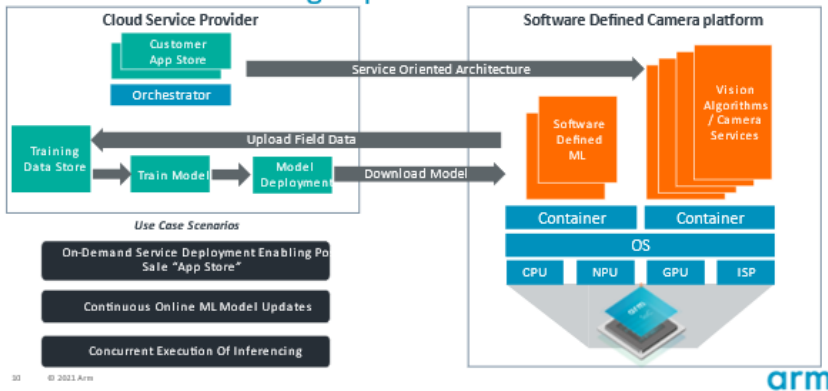 Cloud Service Provider
Software Defined Camera platform
Customer
App Store
Orchestrator
Service Oriented Architecture
Vision
Algorithms
/ Camera
Services
Software
Defined
ML
Upload Field Data
Training
Data Store
Train Model
Model
Deployment
Download Model
Use Case Scenarios
Container
Container
OS
On-Demand Service Deployment Enabling Po
Sale "App Store"
CPU
NPU
GPU
ISP
Continuous Online ML Model Updates
arm
Concurrent Execution Of Inferencing
10
© 2021 Arm
arm